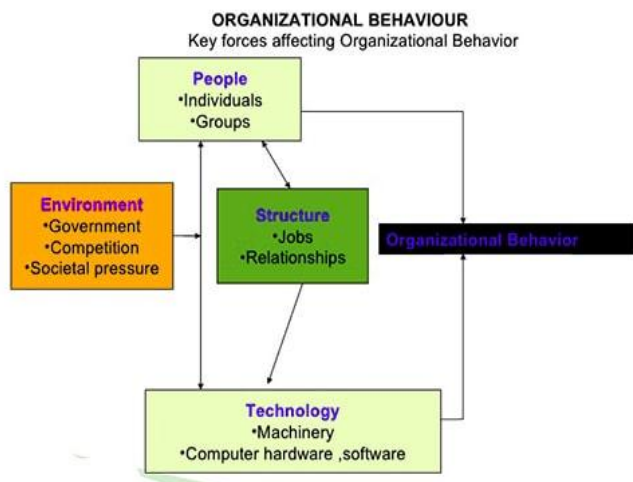 ORGANIZATIONAL BEHAVIOUR
Key forces affecting Organizational Behavior
People
•Individuals
•Groups
Environment
•Government
•Competition
•Societal pressure
Structure
•Jobs
•Relationships
Organizational Behavior
Technology
•Machinery
•Computer hardware ,software